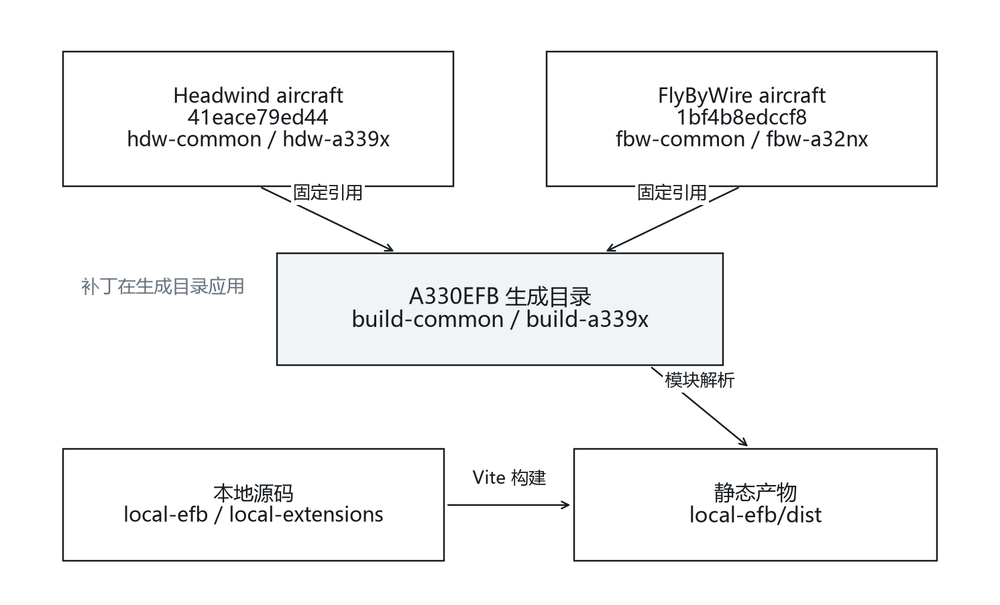 Headwind aircraft
41eace79ed44
hdw-common / hdw-a339x
FlyByWire aircraft
1bf4b8edccf8
fbw-common / fbw-a32nx
固定引用
固定引用
补丁在生成目录应用
A330EFB 生成目录
build-common / build-a339x
模块解析
本地源码
local-efb / local-extensions
Vite 构建
静态产物
local-efb/dist